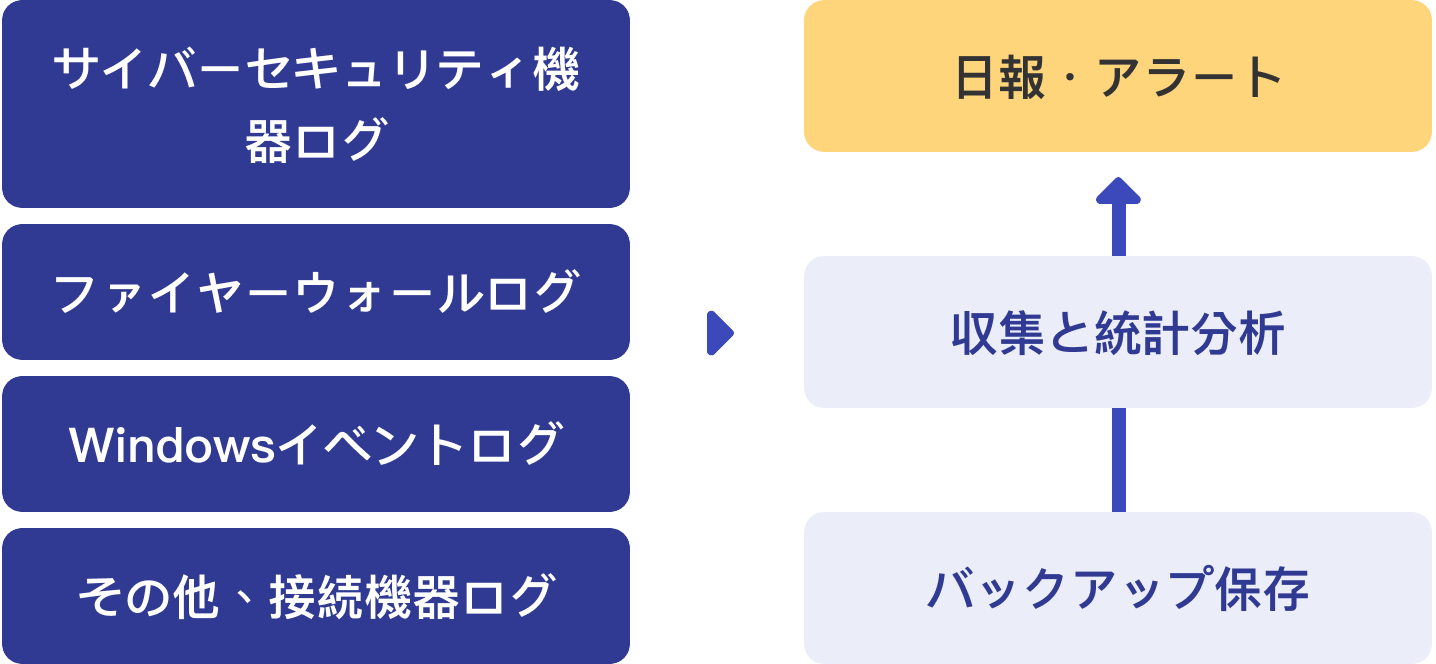 サイバーセキュリティ機
器ログ
ファイヤーウォールログ
Windowsイベントログ
その他、接続機器ログ
日報・アラート
収集と統計分析
バックアップ保存